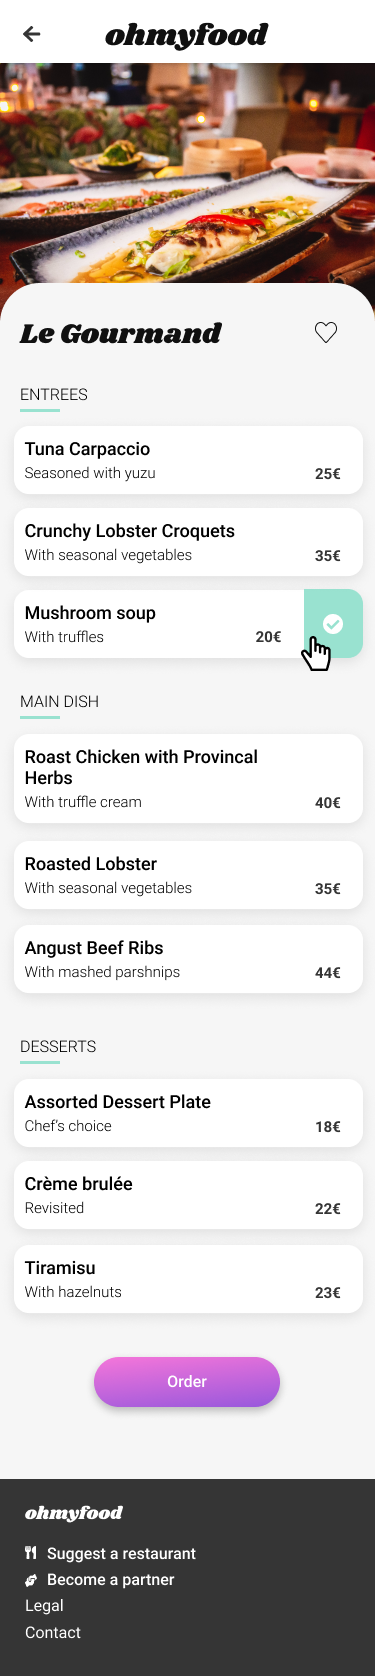 ohmyfood
Le Gourmand
ENTREES
Tuna Carpaccio
Seasoned with yuzu
25€
Crunchy Lobster Croquets
With seasonal vegetables
35€
Mushroom soup
With truffles
20€
MAIN DISH
Roast Chicken with Provincal
Herbs
With truffle cream
40€
Roasted Lobster
With seasonal vegetables
35€
Angust Beef Ribs
With mashed parshnips
44€
DESSERTS
Assorted Dessert Plate
Chef's choice
18€
Crème brulée
Revisited
22€
Tiramisu
With hazelnuts
23€
Order
ohmyfood
Suggest a restaurant
Become a partner
Legal
Contact